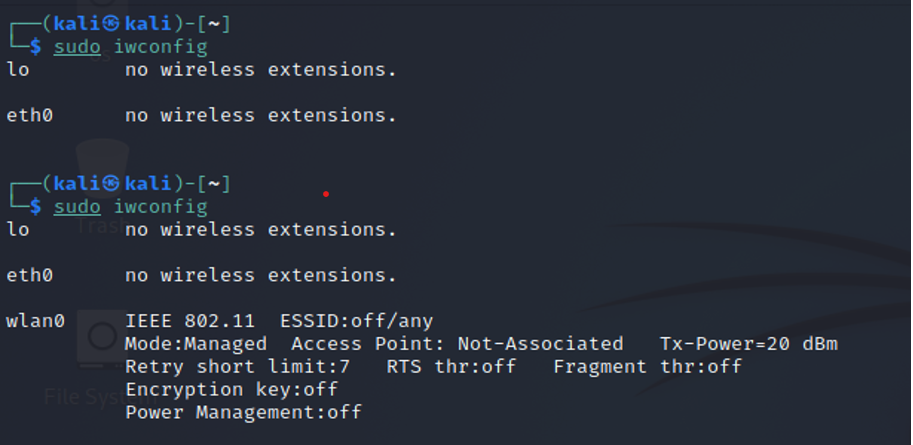 ┌──(kali㉿kali)-[~]
└─$ sudo iwconfig
lo        no wireless extensions.
eth0      no wireless extensions.
┌──(kali㉿kali)-[~]
└─$ sudo iwconfig
Trash
lo        no wireless extensions.
eth0      no wireless extensions.
wlan0     IEEE 802.11  ESSID:off/any
          Mode:Managed  Access Point: Not-Associated   Tx-Power=20 dBm
          Retry short limit:7   RTS thr:off   Fragment thr:off
          Encryption key:off
File System
          Power Management:off